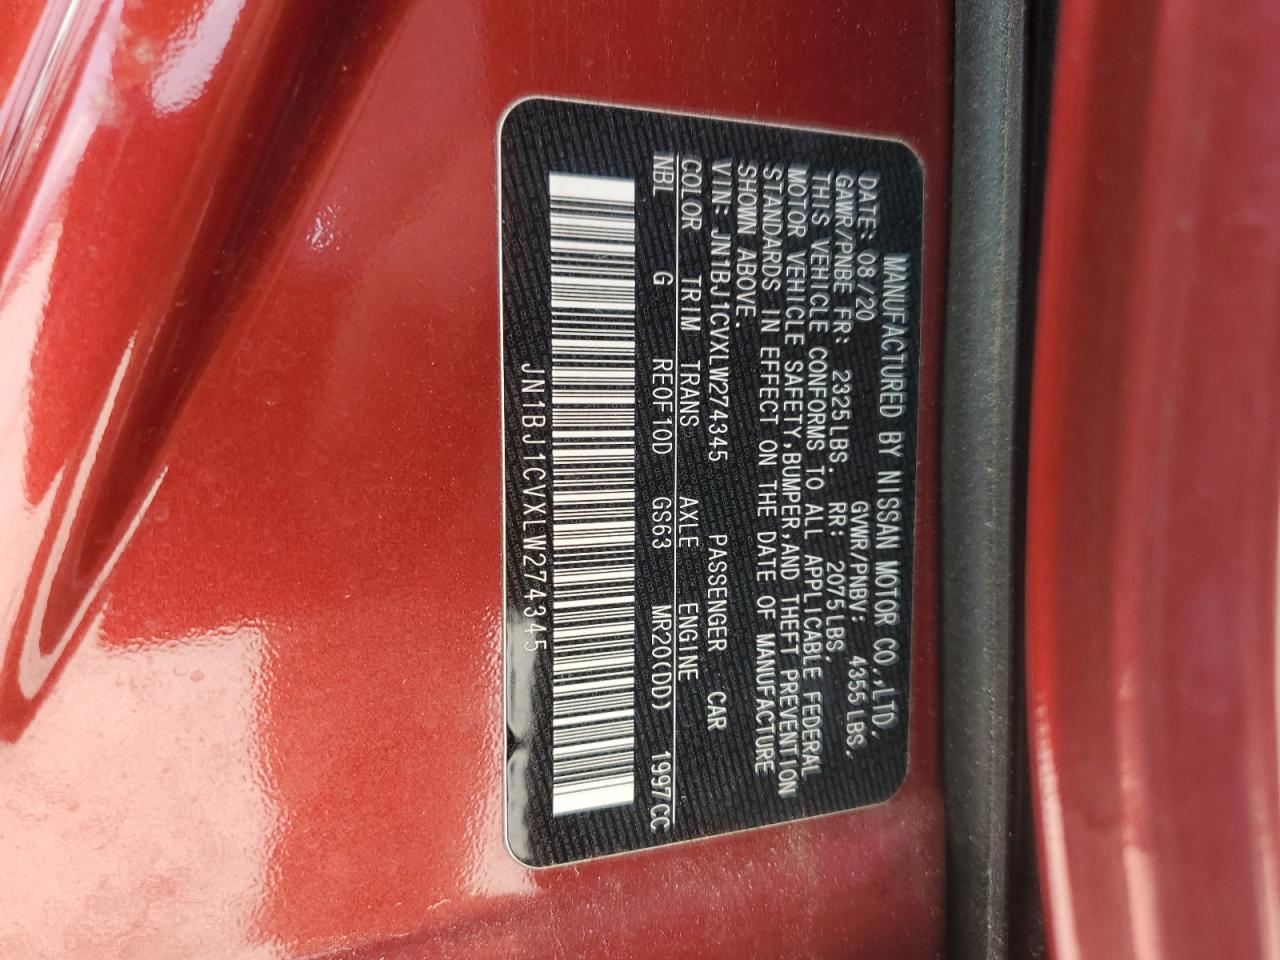 MANUFACTURED BY NISSAN MOTOR CO.,LTD.
DATE: 08/20 GVWR/PNBV: 4355LBS.
GAWR/PNBE FR: 2325LBS. RR: 2075LBS.
THIS VEHICLE CONFORMS TO ALL APPLICABLE FEDERAL
MOTOR VEHICLE SAFETY,BUMPER,AND THEFT PREVENTION
STANDARDS IN EFFECT ON THE DATE OF MANUFACTURE
SHOWN ABOVE.
VIN: JN1BJ1CVXLW274345 PASSENGER CAR
COLOR TRIM TRANS. AXLE ENGINE
NBL G RE0F10D GS63 MR20(DD) 1997CC
JN1BJ1CVXLW274345